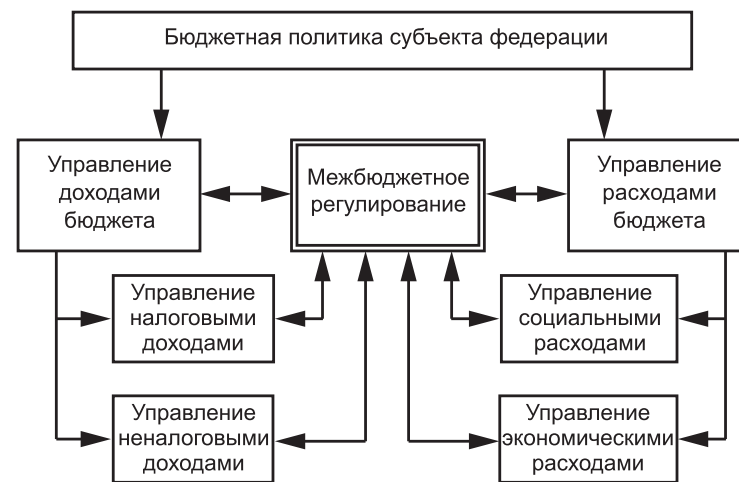 Бюджетная политика субъекта федерации
Управление
доходами
бюджета
Межбюджетное
регулирование
Управление
расходами
бюджета
Управление
налоговыми
доходами
Управление
социальными
расходами
Управление
неналоговыми
доходами
Управление
экономическими
расходами